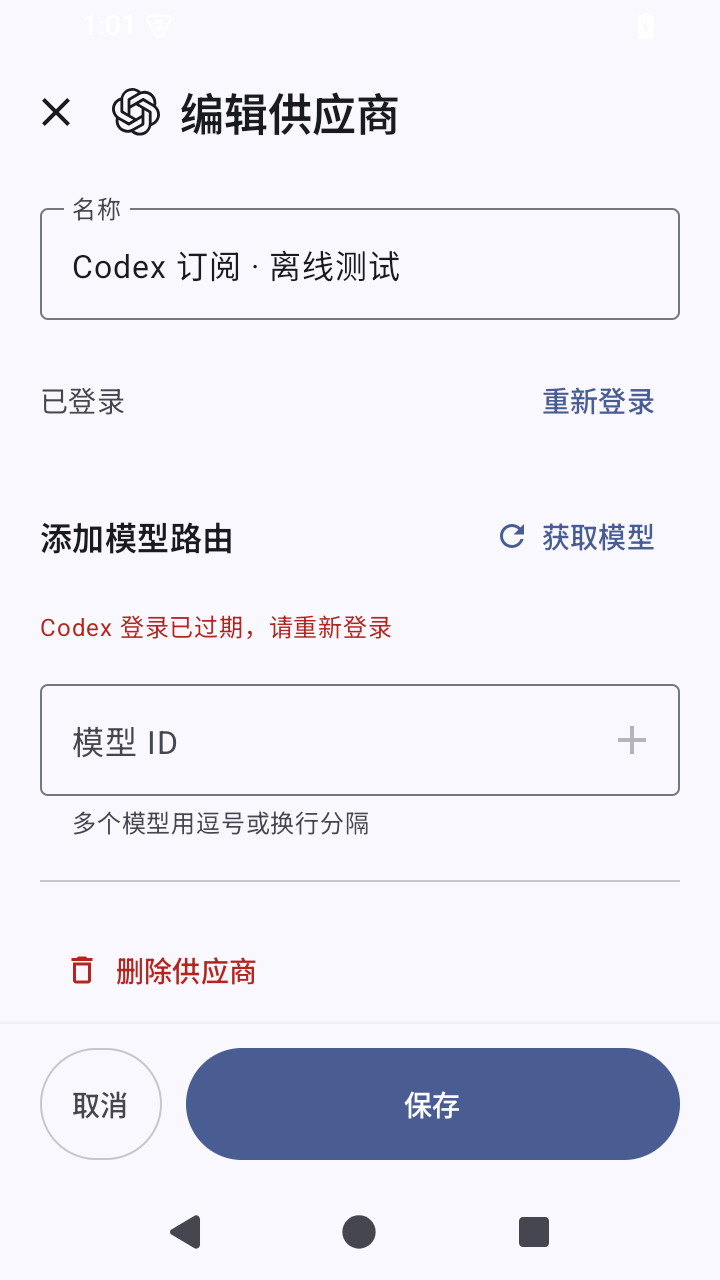 1:01
编辑供应商
名称
Codex 订阅 · 离线测试
已登录
重新登录
添加模型路由
获取模型
Codex 登录已过期，请重新登录
模型 ID
多个模型用逗号或换行分隔
删除供应商
取消
保存